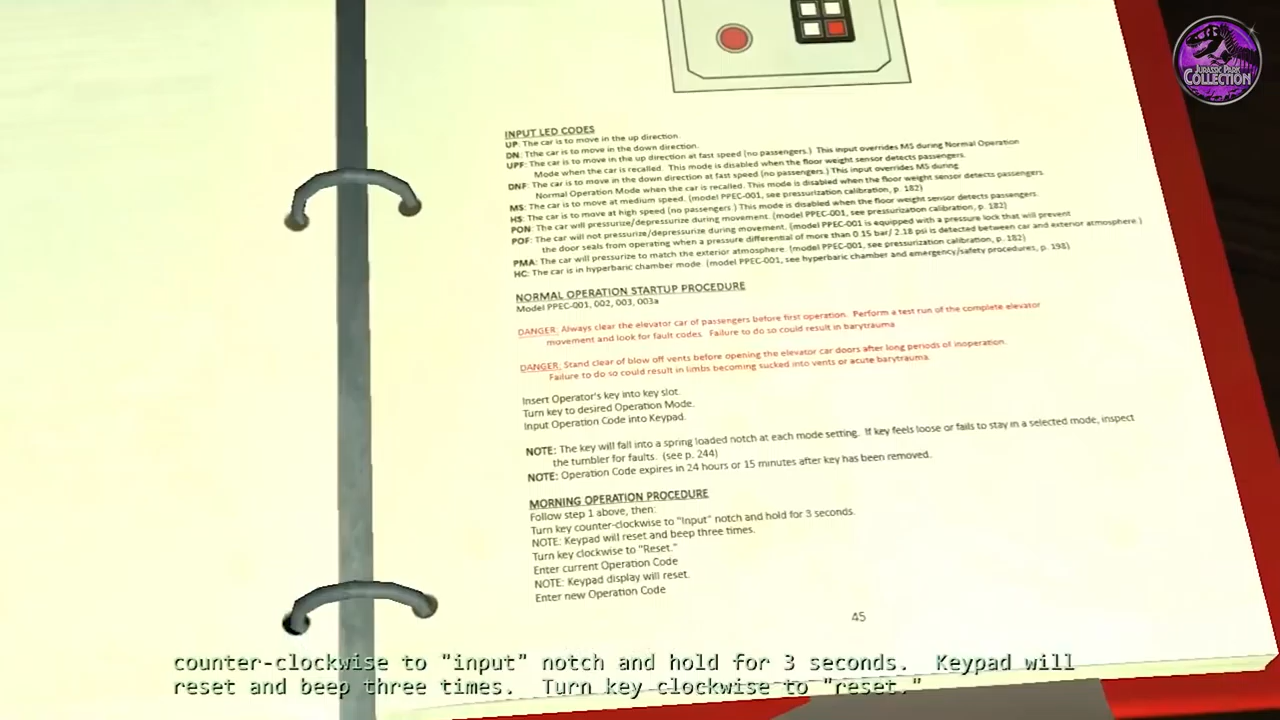 JURASSIC PARK
COLLECTION
INPUT LED CODES
UP: The car is to move in the up direction.
DN: The car is to move in the down direction.
UPF: The car is to move in the up direction at fast speed (no passengers.) This input overrides MS during Normal Operation
Mode when the car is recalled. This mode is disabled when the floor weight sensor detects passengers.
DNF: The car is to move in the down direction at fast speed (no passengers.) This input overrides MS during
Normal Operation Mode when the car is recalled. This mode is disabled when the floor weight sensor detects passengers
MS: The car is to move at medium speed. (model PPEC-001, see pressurization calibration, p. 182)
HS: The car is to move at high speed (no passengers.) This mode is disabled when the floor weight sensor detects passengers.
PON: The car will pressurize/depressurize during movement. (model PPEC-001, see pressurization calibration, p. 182)
POF: The car will not pressurize/depressurize during movement. (model PPEC-001 is equipped with a pressure lock that will prevent
the door seals from operating when a pressure differential of more than 0.15 bar/ 2.18 psi is detected between car and exterior atmosphere.)
PMA: The car will pressurize to match the exterior atmosphere. (model PPEC-001, see pressurization calibration, p. 182)
HC: The car is in hyperbaric chamber mode. (model PPEC-001, see hyperbaric chamber and emergency/safety procedures, p. 198)
NORMAL OPERATION STARTUP PROCEDURE
Model PPEC-001, 002, 003, 003a
DANGER: Always clear the elevator car of passengers before first operation. Perform a test run of the complete elevator
movement and look for fault codes. Failure to do so could result in barytrauma
DANGER: Stand clear of blow off vents before opening the elevator car doors after long periods of inoperation.
Failure to do so could result in limbs becoming sucked into vents or acute barytrauma.
Insert Operator's key into key slot.
Turn key to desired Operation Mode.
Input Operation Code into Keypad.
NOTE: The key will fall into a spring loaded notch at each mode setting. If key feels loose or fails to stay in a selected mode, inspect
the tumbler for faults. (see p. 244)
NOTE: Operation Code expires in 24 hours or 15 minutes after key has been removed.
MORNING OPERATION PROCEDURE
Follow step 1 above, then:
Turn key counter-clockwise to "Input" notch and hold for 3 seconds.
NOTE: Keypad will reset and beep three times.
Turn key clockwise to "Reset."
Enter current Operation Code
NOTE: Keypad display will reset.
Enter new Operation Code
45
counter-clockwise to "input" notch and hold for 3 seconds. Keypad will
reset and beep three times. Turn key clockwise to "reset."